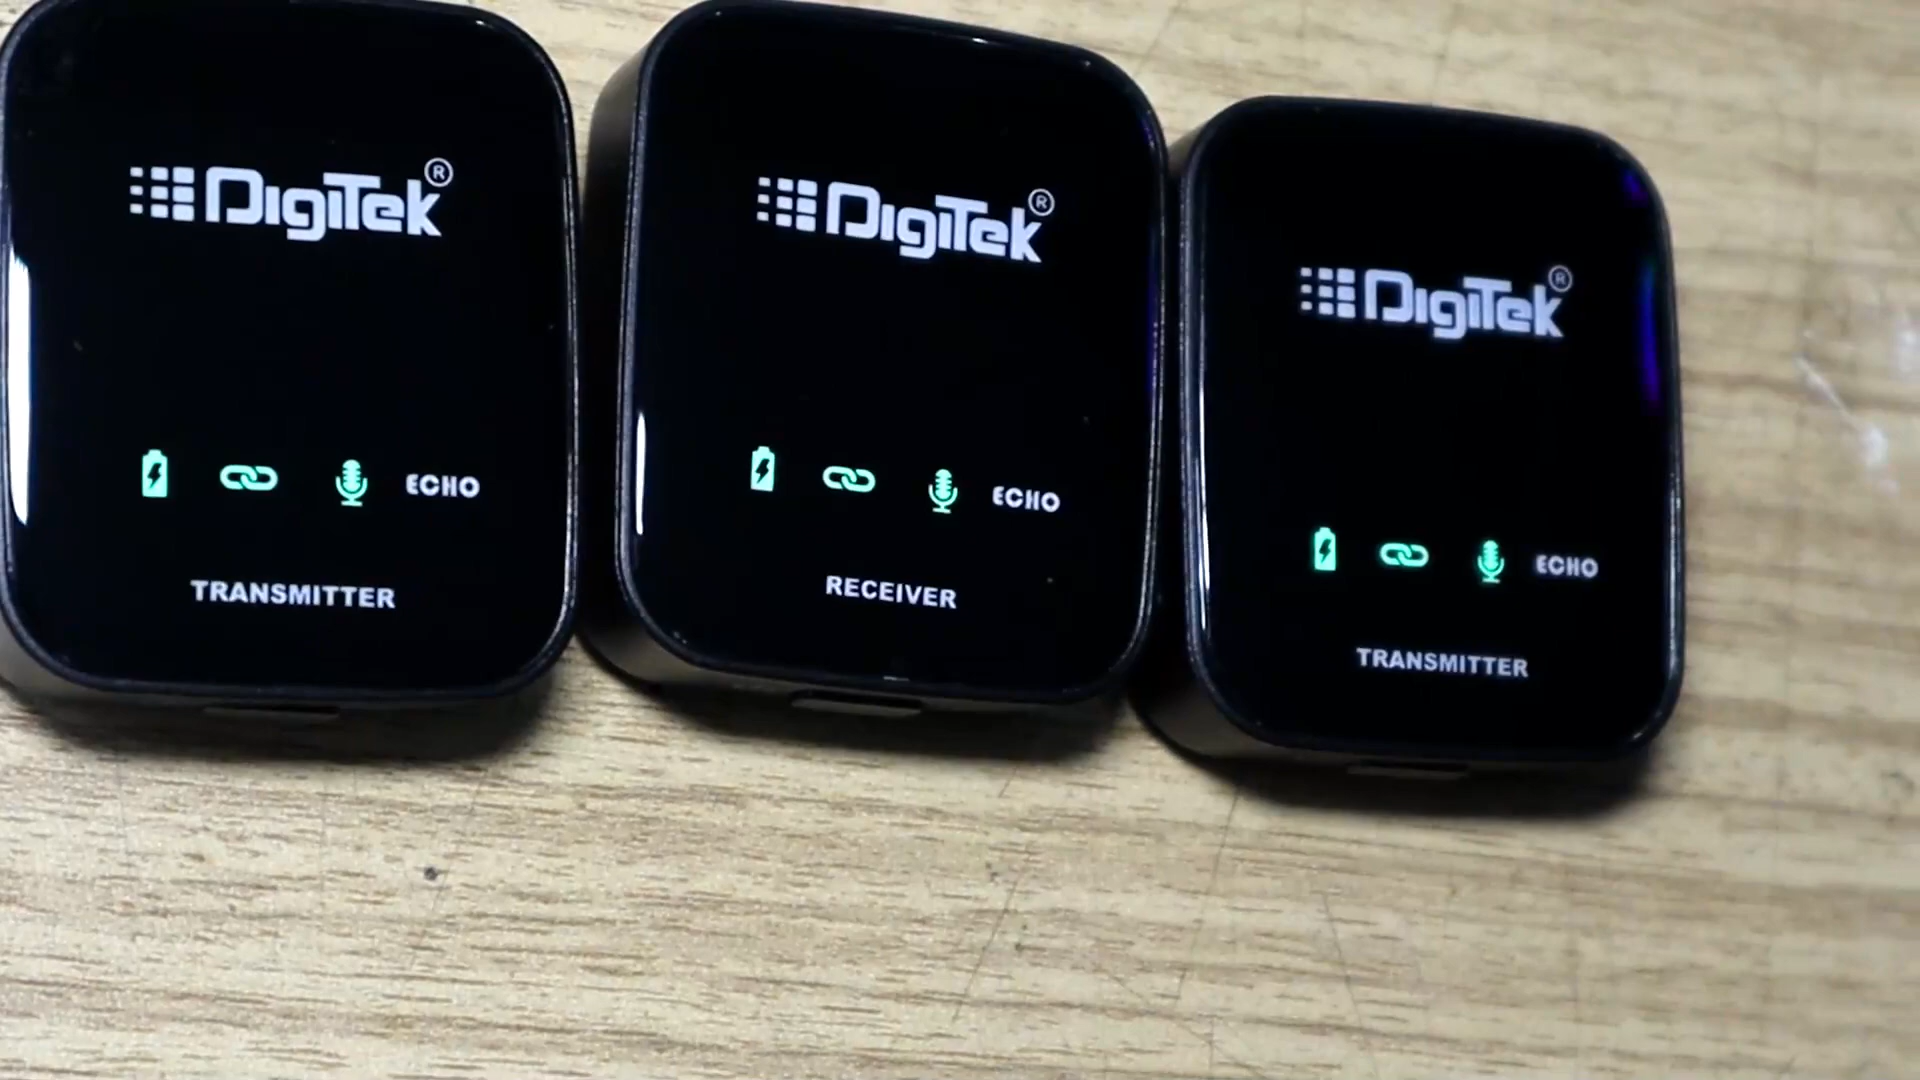 DigiTek®
ECHO
TRANSMITTER
DigiTek®
ECHO
RECEIVER
DigiTek®
ECHO
TRANSMITTER